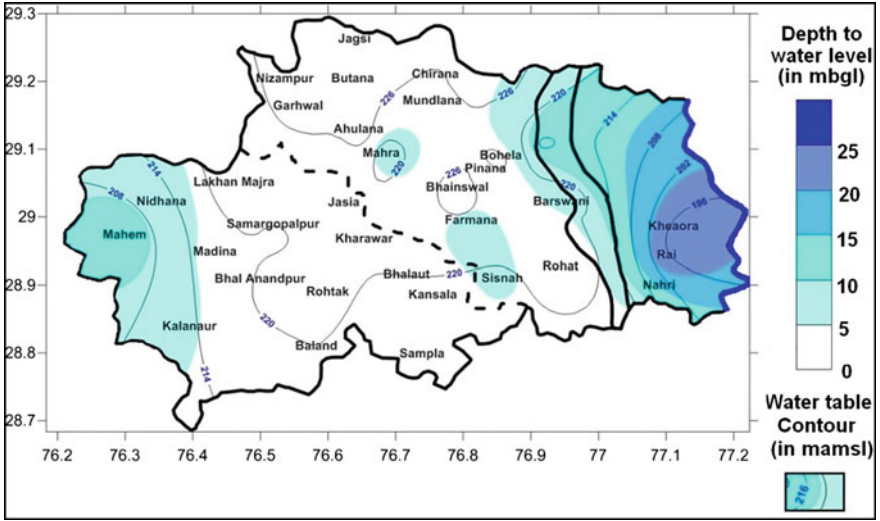 29.3
29.2
29.1
29
28.9
28.8
28.7
76.2 76.3 76.4 76.5 76.6 76.7 76.8 76.9 77 77.1 77.2
Jagsi
Nizampur Butana Chirana
Garhwal Mundlana
226
226
220
214
Ahulana
Mahra
220
Bohela
Pinana
226
Bhainswal
208
202
214
208
Lakhan Majra
Nidhana
Jasia
Barswani
220
196
Samargopalpur
Farmana
Kheaora
Mahem
Kharawar
Madina
Rai
Bhal Anandpur
Bhalaut
220
Sisnah
Rohat
Rohtak
Kansala
Nahri
Kalanaur
220
Baland
Sampla
214
Depth to
water level
(in mbgl)
25
20
15
10
5
0
Water table
Contour
(in mamsl)
216